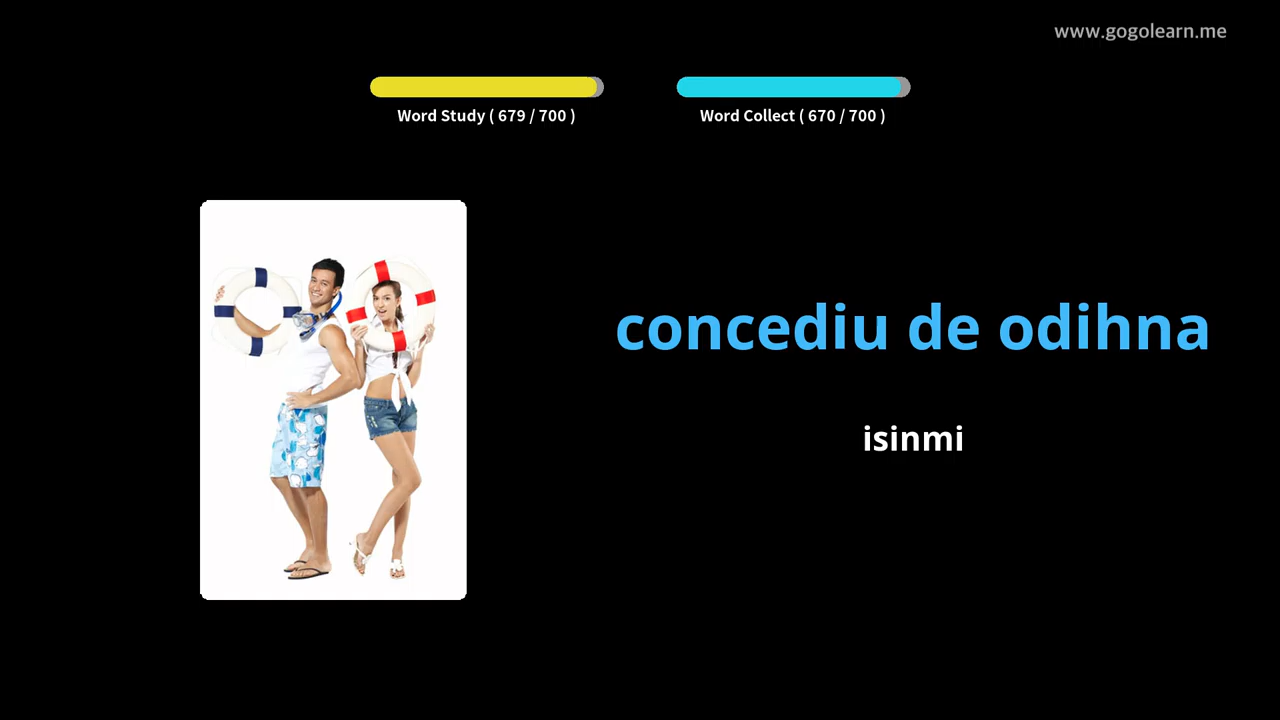 www.gogolearn.me
Word Study ( 679 / 700 )
Word Collect ( 670 / 700 )
concediu de odihna
isinmi